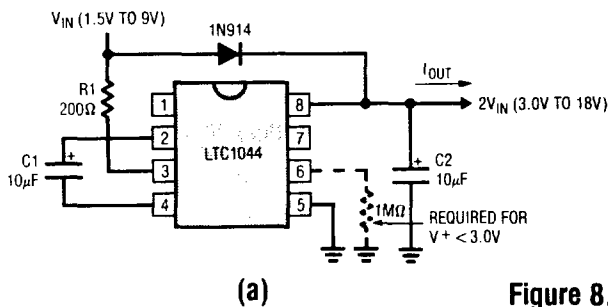 V_IN (1.5V TO 9V)
1N914
I_OUT
R1
200Ω
1
8
2V_IN (3.0V TO 18V)
2
7
LTC1044
C1
10μF
+
3
6
+
C2
10μF
4
5
1MΩ
REQUIRED FOR
V+ < 3.0V
(a)
Figure 8.